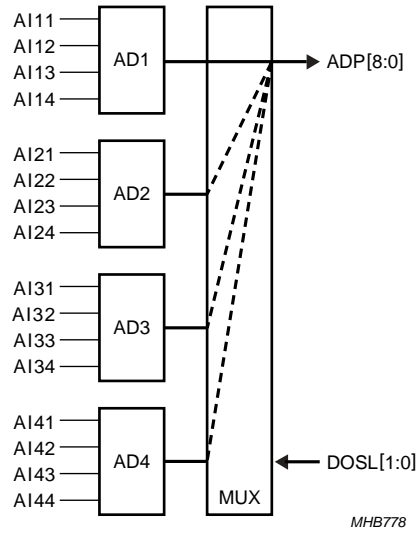 AI11
AI12
AI13
AI14
AD1
ADP[8:0]
AI21
AI22
AI23
AI24
AD2
AI31
AI32
AI33
AI34
AD3
AI41
AI42
AI43
AI44
AD4
DOSL[1:0]
MUX
MHB778